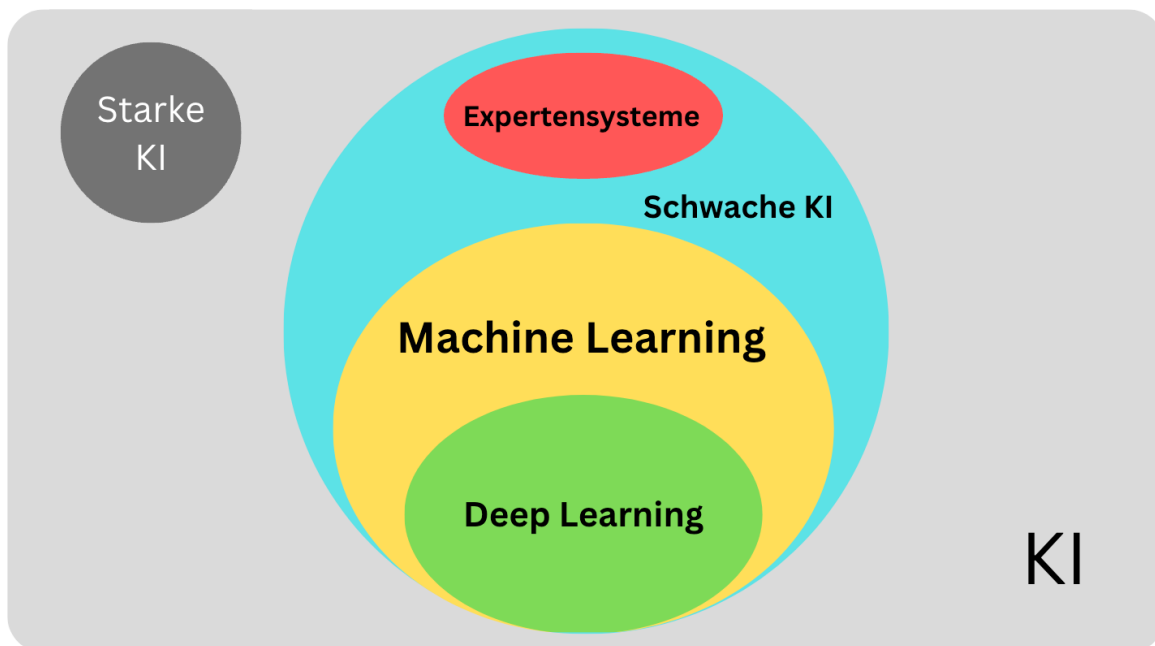 Starke
KI
Expertensysteme
Schwache KI
Machine Learning
Deep Learning
KI